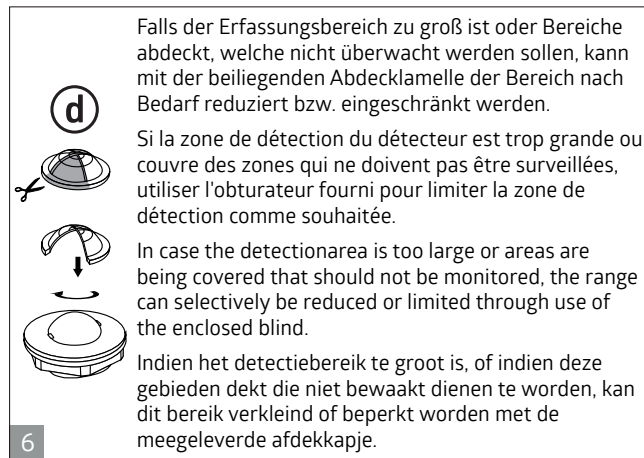 Falls der Erfassungsbereich zu groß ist oder Bereiche
abdeckt, welche nicht überwacht werden sollen, kann
mit der beiliegenden Abdecklamelle der Bereich nach
Bedarf reduziert bzw. eingeschränkt werden.
d
Si la zone de détection du détecteur est trop grande ou
couvre des zones qui ne doivent pas être surveillées,
utiliser l'obturateur fourni pour limiter la zone de
détection comme souhaitée.
In case the detectionarea is too large or areas are
being covered that should not be monitored, the range
can selectively be reduced or limited through use of
the enclosed blind.
Indien het detectiebereik te groot is, of indien deze
gebieden dekt die niet bewaakt dienen te worden, kan
dit bereik verkleind of beperkt worden met de
meegeleverde afdekkapje.
6